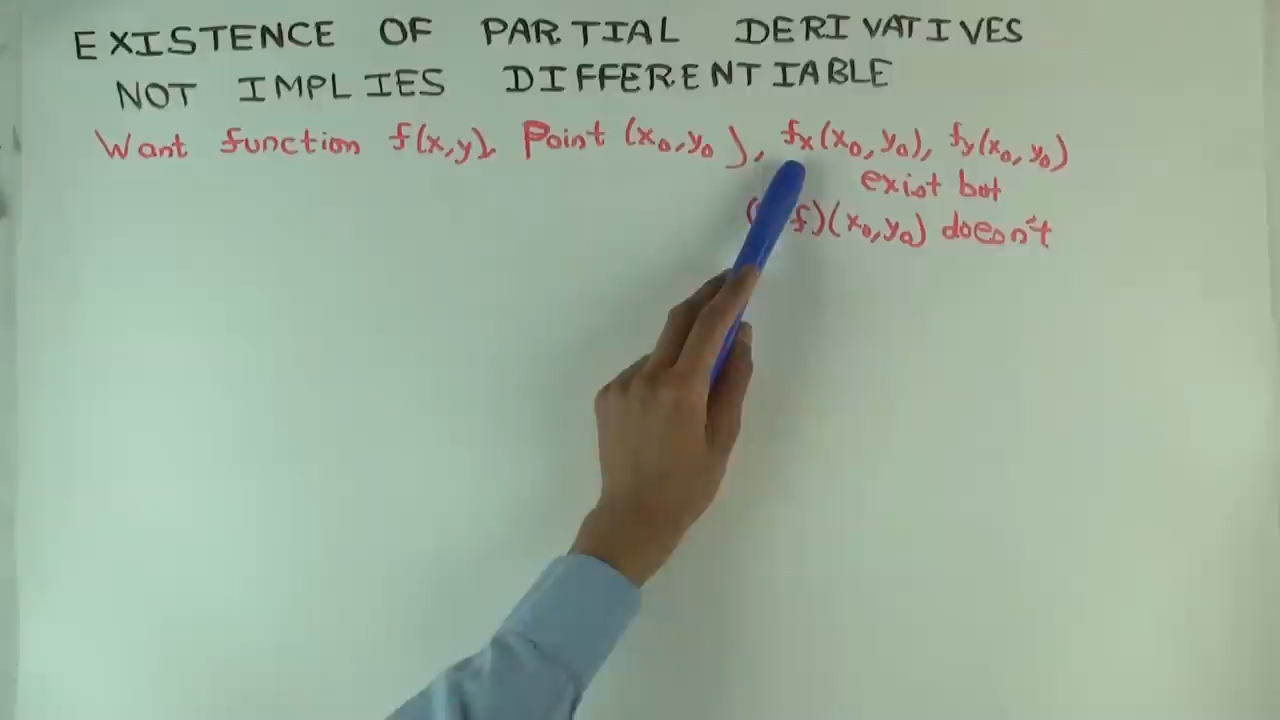 EXISTENCE OF PARTIAL DERIVATIVES
NOT IMPLIES DIFFERENTIABLE
Want function f(x,y), Point (x₀,y₀), fₓ(x₀,y₀), fᵧ(x₀,y₀)
exist but
( f)(x₀,y₀) doesn't